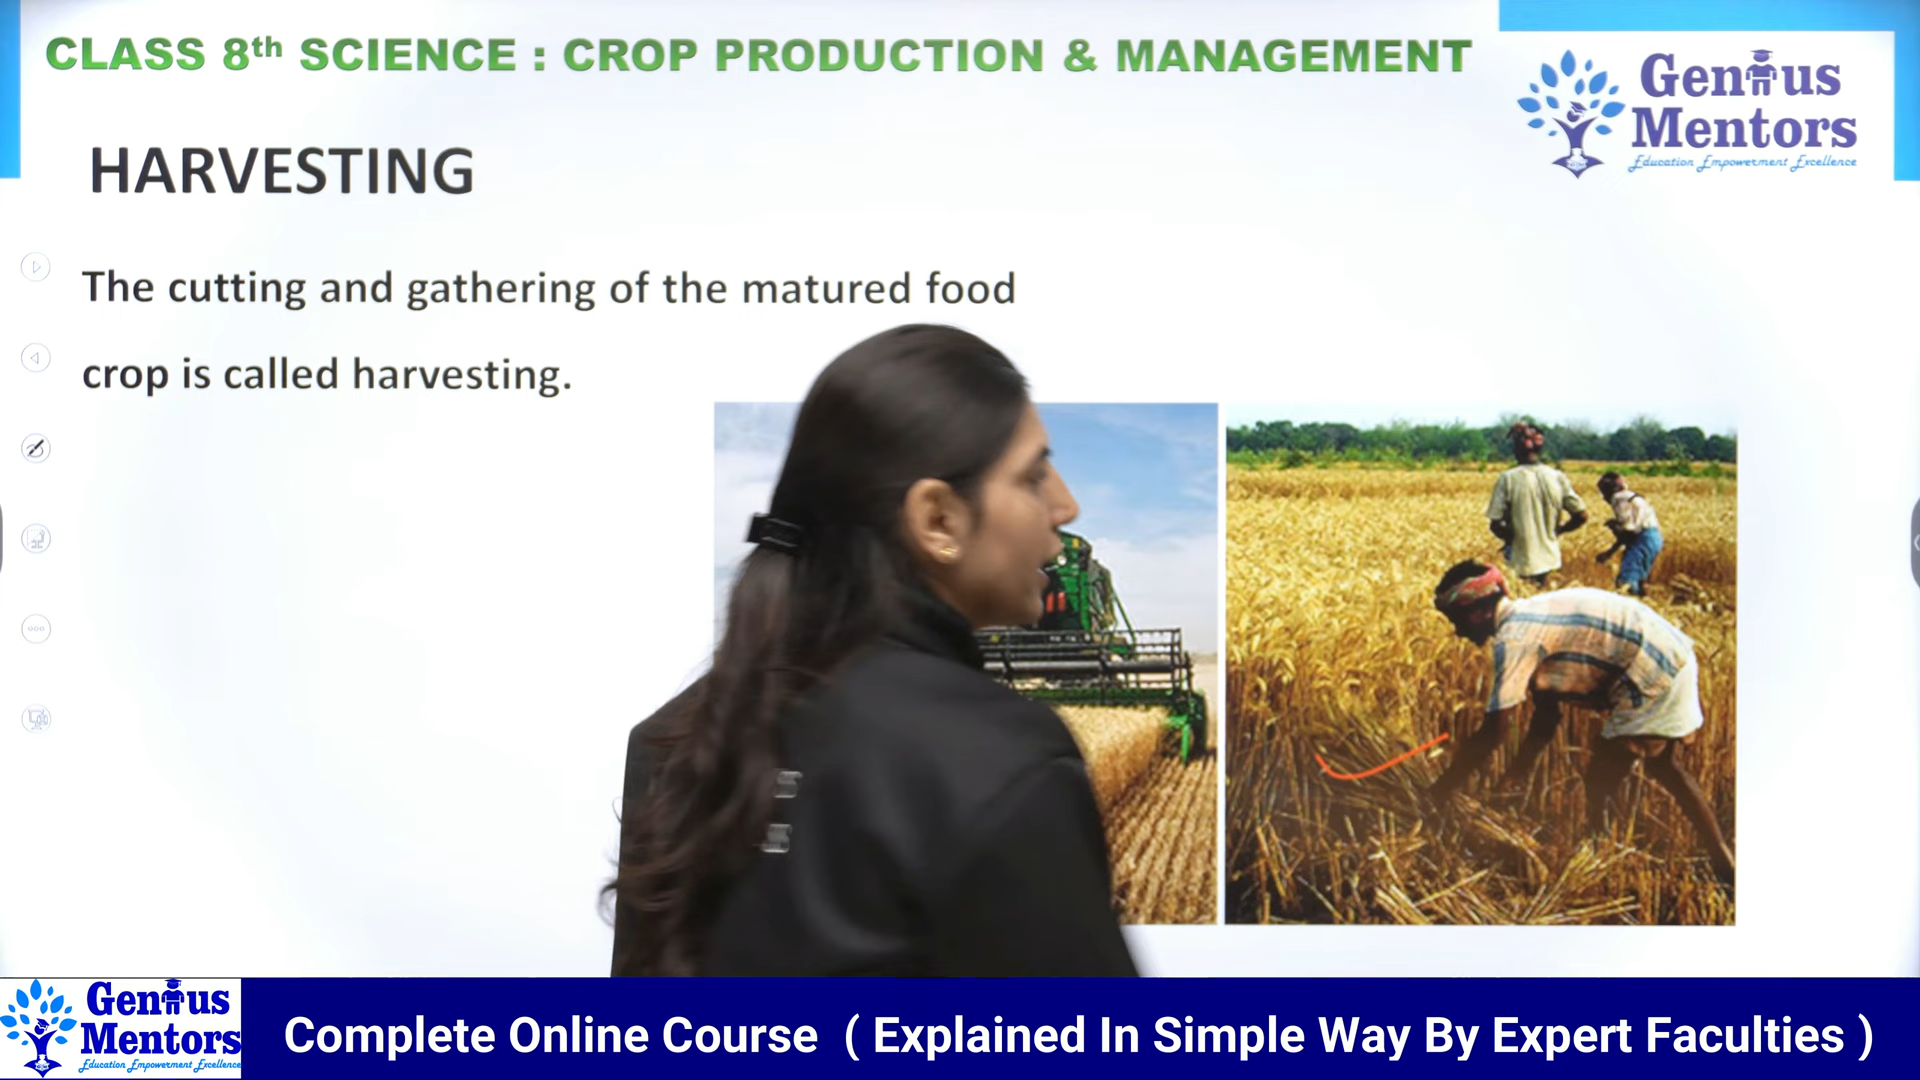 CLASS 8th SCIENCE : CROP PRODUCTION & MANAGEMENT
Genius
Mentors
Education Empowerment Excellence
HARVESTING
The cutting and gathering of the matured food
crop is called harvesting.
Genius
Mentors
Education Empowerment Excellence
Complete Online Course ( Explained In Simple Way By Expert Faculties )